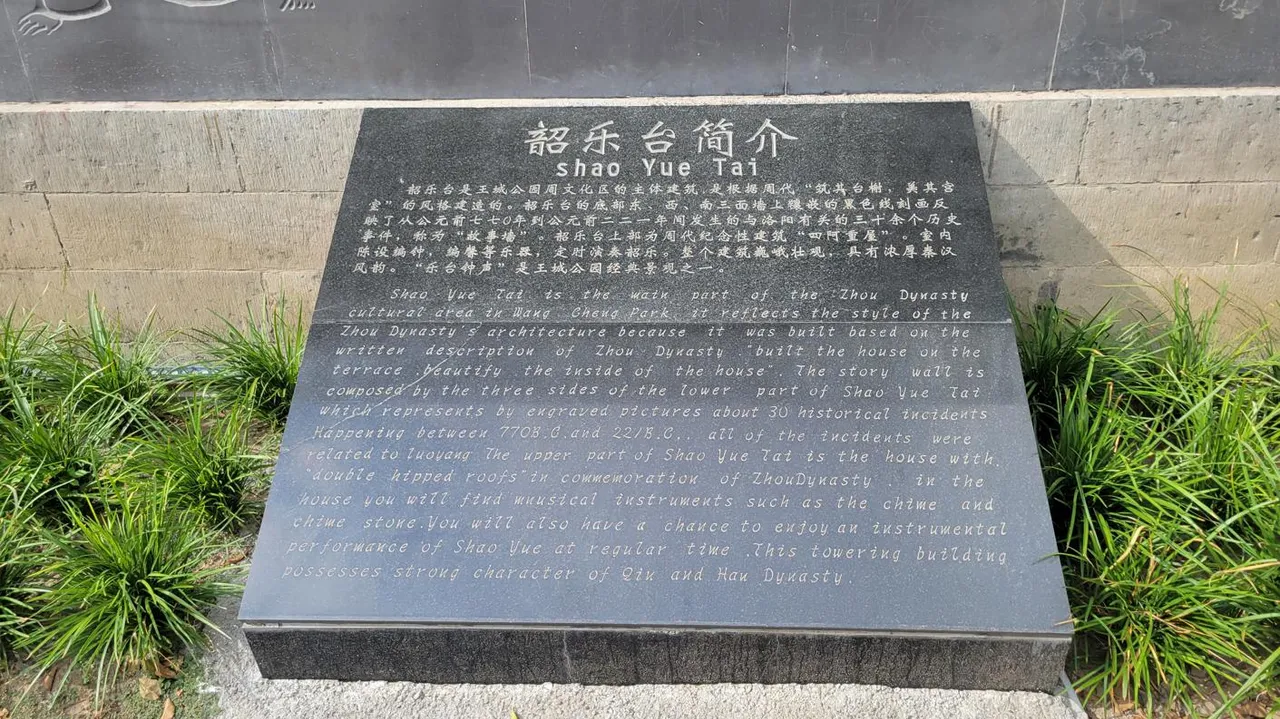 韶乐台简介
shao Yue Tai
韶乐台是王城公园周文化区的主体建筑,是根据周代“筑其台榭,美其宫
室”的风格建造的。韶乐台的底部东、西、南三面墙上镶嵌的黑色线刻画反
映了从公元前七七0年到公元前二二一年间发生的与洛阳有关的三十余个历史
事件,称为“故事墙”。韶乐台上部为周代纪念性建筑“四阿重屋”。室内
陈设编钟,编磬等乐器,定时演奏韶乐。整个建筑巍峨壮观,具有浓厚秦汉
风韵。“乐台钟声”是王城公园经典景观之一。
Shao Yue Tai is the main part of the Zhou Dynasty
cultural area in Wang Cheng Park it reflects the style of the
Zhou Dynasty's architecture because it was built based on the
written description of Zhou Dynasty ."built the house on the
terrace ,beautify the inside of the house". The story wall is
composed by the three sides of the lower part of Shao Yue Tai
which represents by engraved pictures about 30 historical incidents
Happening between 770B.C.and 221B.C.. all of the incidents were
related to luoyang The upper part of Shao Yue Tai is the house with,
"double hipped roofs"in commemoration of ZhouDynasty . in the
house you will find mnusical instruments such as the chime and
chime stone.You will also have a chance to enjoy an instrumental
performance of Shao Yue at regular time .This towering building
possesses strong character of Qin and Han Dynasty.